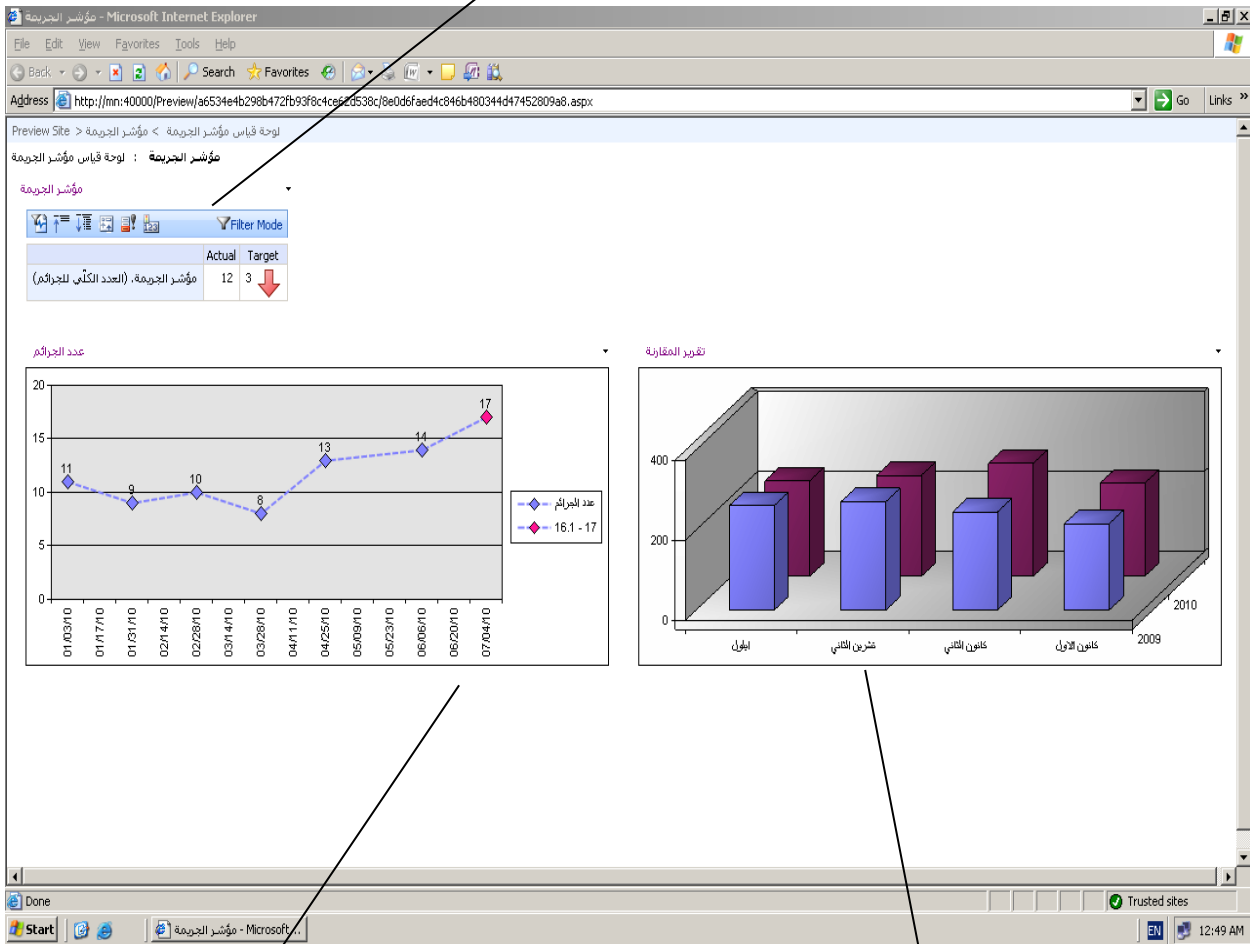 مؤشر الجريمة - Microsoft Internet Explorer
File Edit View Favorites Tools Help
Back Search Favorites
Address http://mn:40000/Preview/a6534e4b298b472fb93f8c4ce62d538c/8e0d6faed4c846b480344d47452809a8.aspx Go Links »
Preview Site > مؤشر الجريمة > لوحة قياس مؤشر الجريمة
مؤشر الجريمة : لوحة قياس مؤشر الجريمة
مؤشر الجريمة
Filter Mode
Actual Target
مؤشر الجريمة، (العدد الكلّي للجرائم) 12 3
عدد الجرائم
20
15
10
5
0
11
9
10
8
13
14
17
01/03/10 01/17/10 01/31/10 02/14/10 02/28/10 03/14/10 03/28/10 04/11/10 04/25/10 05/09/10 05/23/10 06/06/10 06/20/10 07/04/10
عدد الجرائم
16.1 - 17
تقرير المقارنة
400
200
0
ايلول تشرين الثاني كانون الثاني كانون الاول
2009
2010
Done Trusted sites
Start مؤشر الجريمة - Microsoft... EN 12:49 AM